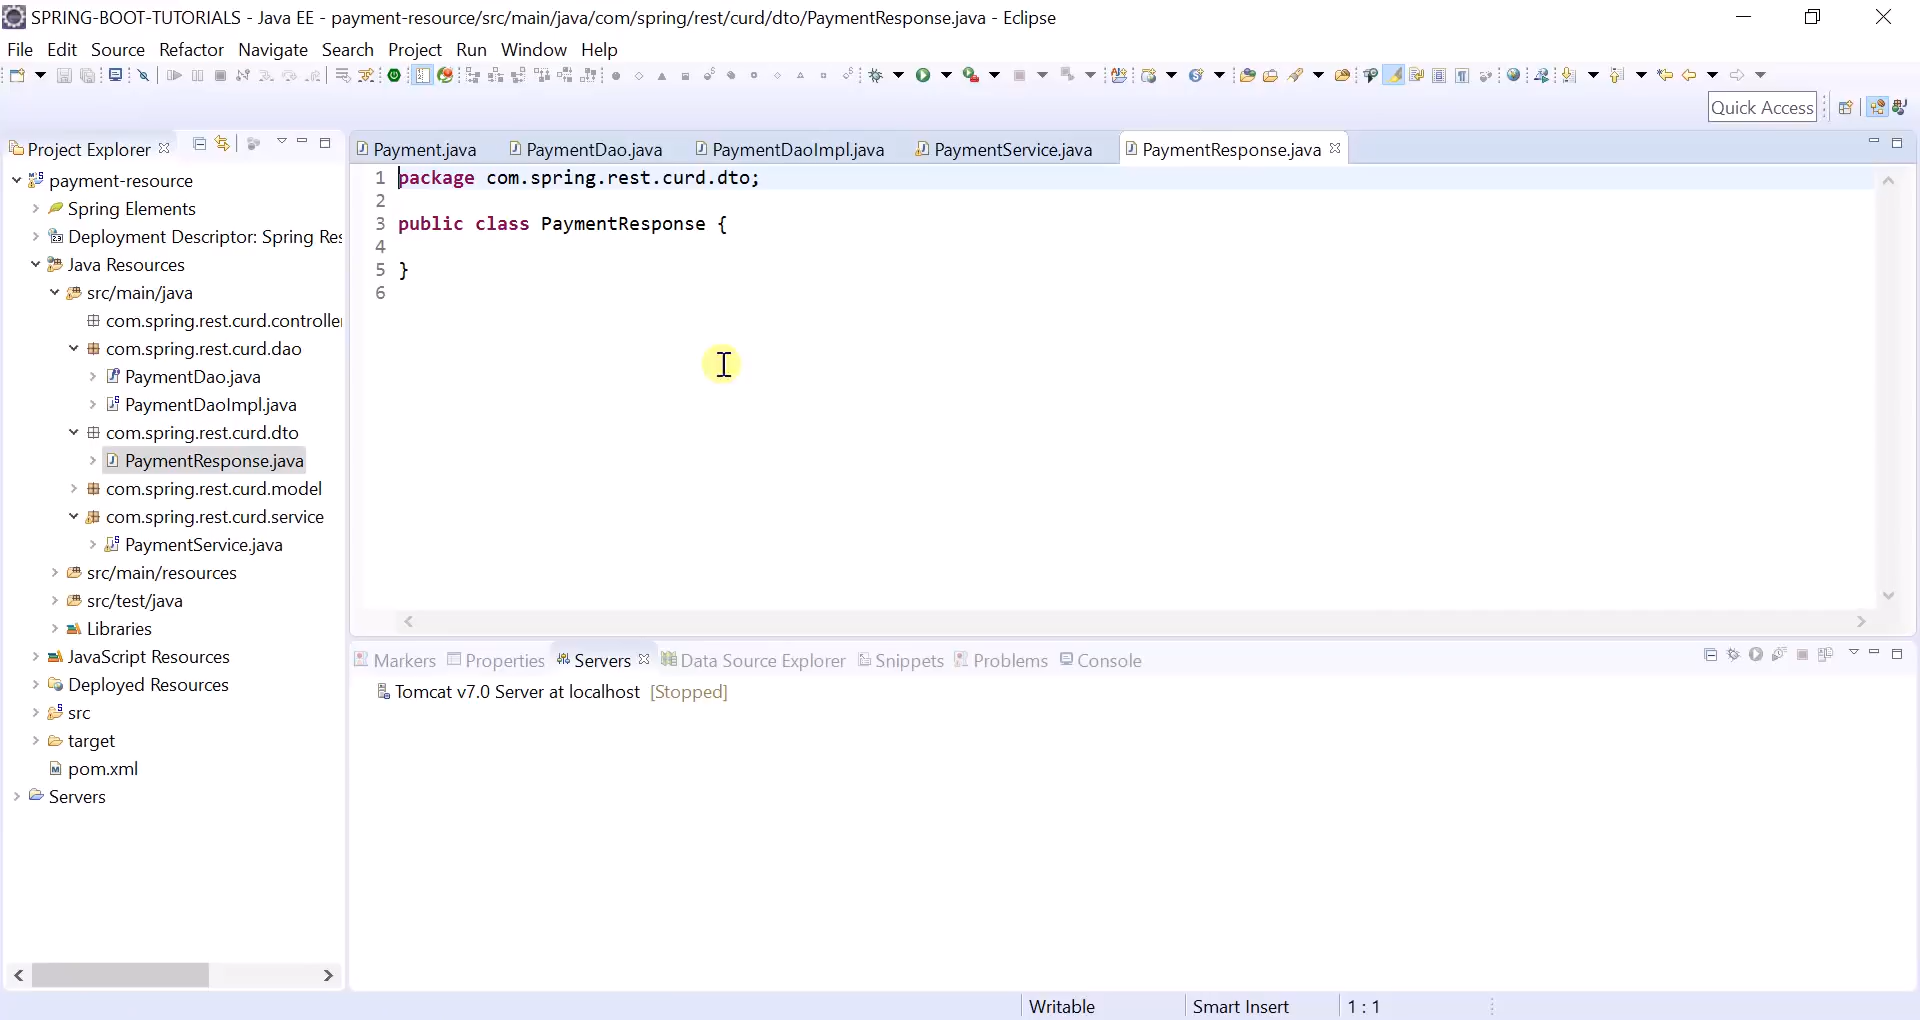 SPRING-BOOT-TUTORIALS - Java EE - payment-resource/src/main/java/com/spring/rest/curd/dto/PaymentResponse.java - Eclipse
File Edit Source Refactor Navigate Search Project Run Window Help
Quick Access
Project Explorer
payment-resource
Spring Elements
Deployment Descriptor: Spring Res
Java Resources
src/main/java
com.spring.rest.curd.controller
com.spring.rest.curd.dao
PaymentDao.java
PaymentDaoImpl.java
com.spring.rest.curd.dto
PaymentResponse.java
com.spring.rest.curd.model
com.spring.rest.curd.service
PaymentService.java
src/main/resources
src/test/java
Libraries
JavaScript Resources
Deployed Resources
src
target
pom.xml
Servers
Payment.java PaymentDao.java PaymentDaoImpl.java PaymentService.java PaymentResponse.java
1 package com.spring.rest.curd.dto;
2
3 public class PaymentResponse {
4
5 }
6
Markers Properties Servers Data Source Explorer Snippets Problems Console
Tomcat v7.0 Server at localhost [Stopped]
Writable Smart Insert 1 : 1